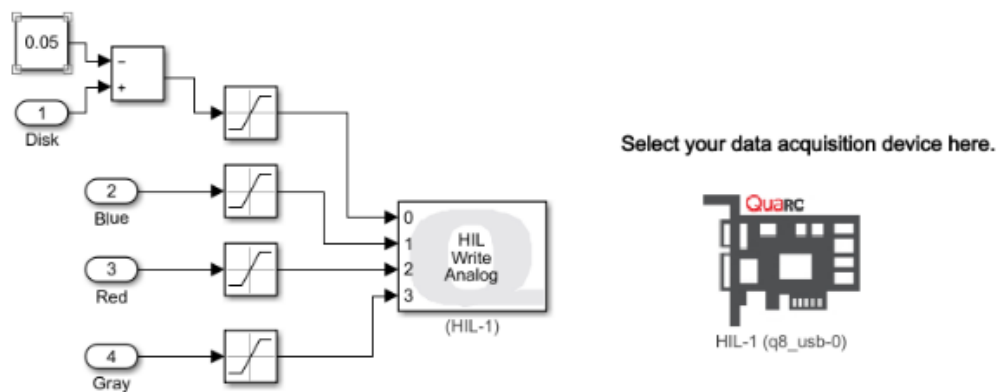 0.05
−
+
1
Disk
Select your data acquisition device here.
2
Blue
QuaRC
0
1
2
3
HIL
Write
Analog
3
Red
(HIL-1)
HIL-1 (q8_usb-0)
4
Gray